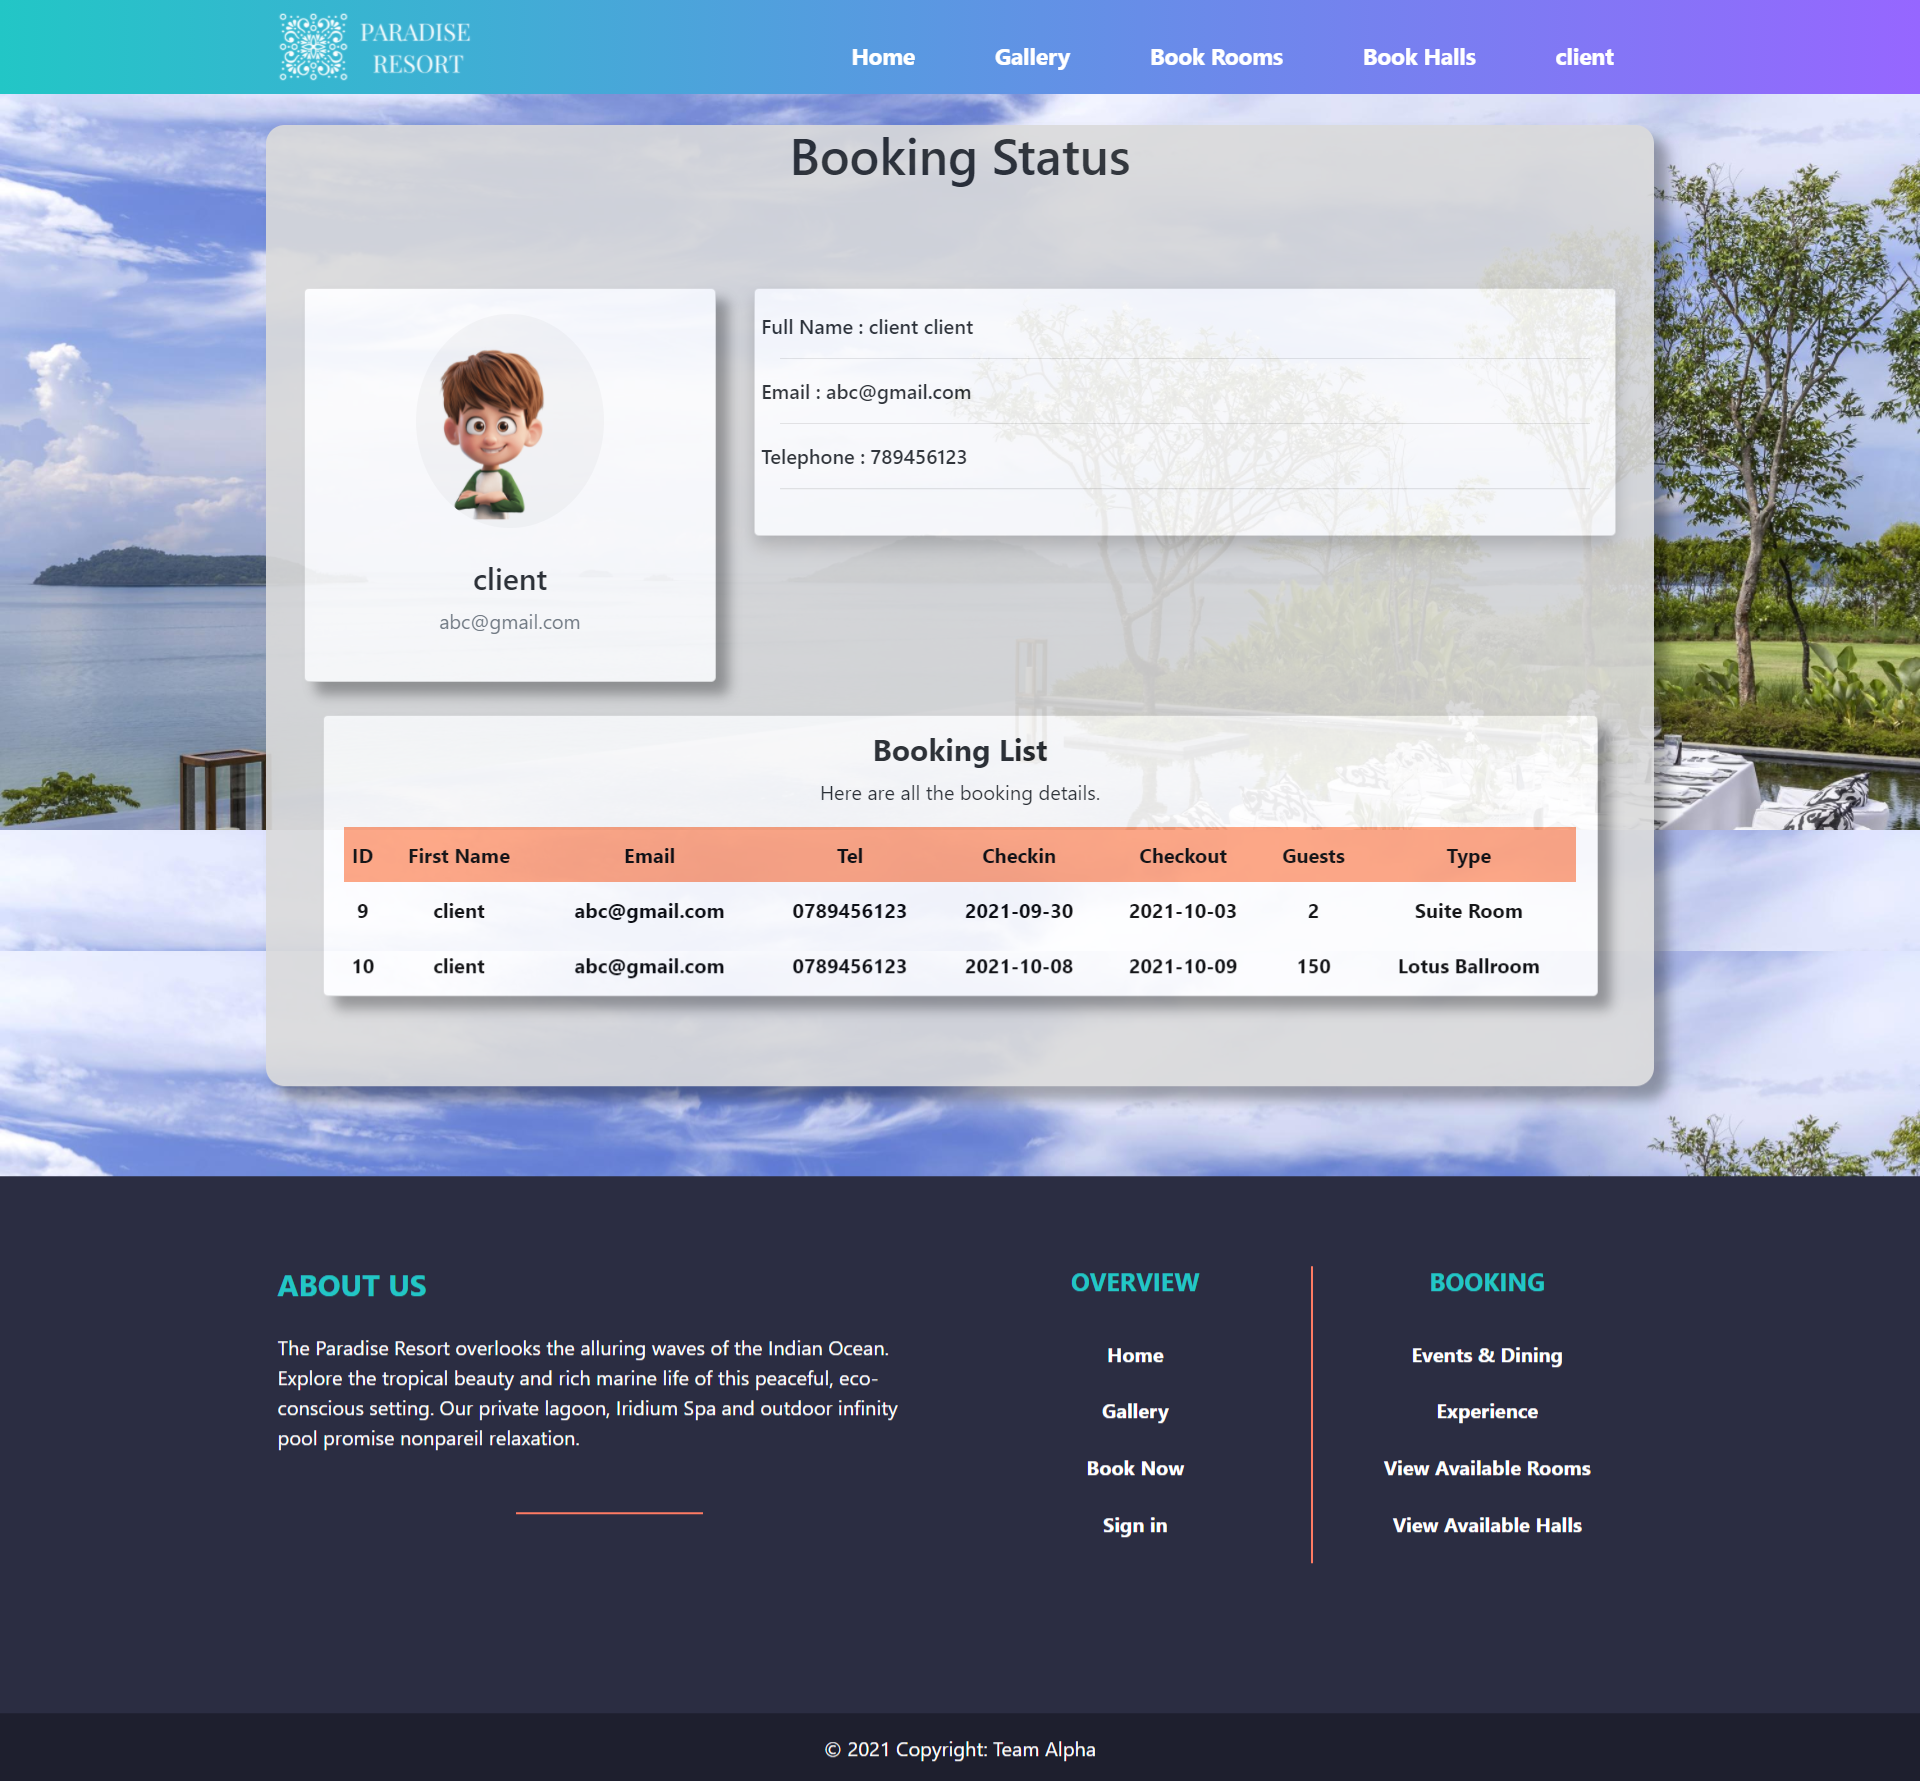 PARADISE
RESORT
Home Gallery Book Rooms Book Halls client
Booking Status
Full Name : client client
Email : abc@gmail.com
Telephone : 789456123
client
abc@gmail.com
Booking List
Here are all the booking details.
ID First Name Email Tel Checkin Checkout Guests Type
9 client abc@gmail.com 0789456123 2021-09-30 2021-10-03 2 Suite Room
10 client abc@gmail.com 0789456123 2021-10-08 2021-10-09 150 Lotus Ballroom
ABOUT US
The Paradise Resort overlooks the alluring waves of the Indian Ocean.
Explore the tropical beauty and rich marine life of this peaceful, eco-
conscious setting. Our private lagoon, Iridium Spa and outdoor infinity
pool promise nonpareil relaxation.
OVERVIEW
Home
Gallery
Book Now
Sign in
BOOKING
Events & Dining
Experience
View Available Rooms
View Available Halls
© 2021 Copyright: Team Alpha